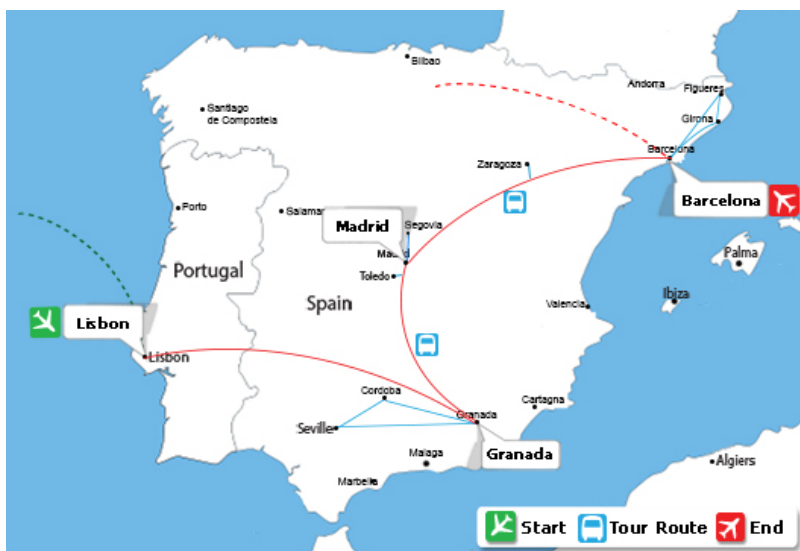 Bilbao
Andorra
Figueres
Santiago
de Compostela
Girona
Barcelona
Zaragoza
Barcelona
Porto
Salamar
Madrid
Segovia
Palma
Portugal
Toledo
Spain
Ibiza
Valencia
Lisbon
Lisbon
Cordoba
Cartagna
Granada
Seville
Granada
Malaga
Algiers
Marbella
Start
Tour Route
End